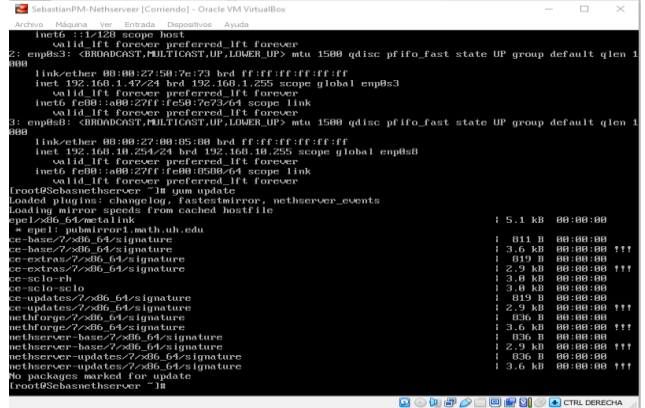 SebastianPM-Nethserveer [Corriendo] - Oracle VM VirtualBox
Archivo Máquina Ver Entrada Dispositivos Ayuda
inet6 ::1/128 scope host
valid_lft forever preferred_lft forever
2: enp0s3: <BROADCAST,MULTICAST,UP,LOWER_UP> mtu 1500 qdisc pfifo_fast state UP group default qlen 1
000
link/ether 08:00:27:50:7e:73 brd ff:ff:ff:ff:ff:ff
inet 192.168.1.47/24 brd 192.168.1.255 scope global enp0s3
valid_lft forever preferred_lft forever
inet6 fe80::a00:27ff:fe50:7e73/64 scope link
valid_lft forever preferred_lft forever
3: enp0s8: <BROADCAST,MULTICAST,UP,LOWER_UP> mtu 1500 qdisc pfifo_fast state UP group default qlen 1
000
link/ether 08:00:27:00:85:80 brd ff:ff:ff:ff:ff:ff
inet 192.168.10.254/24 brd 192.168.10.255 scope global enp0s8
valid_lft forever preferred_lft forever
inet6 fe80::a00:27ff:fe00:8580/64 scope link
valid_lft forever preferred_lft forever
[root@Sebasnethserver ~]# yum update
Loaded plugins: changelog, fastestmirror, nethserver_events
Loading mirror speeds from cached hostfile
epel/x86_64/metalink | 5.1 kB 00:00:00
* epel: pubmirror1.math.uh.edu
ce-base/7/x86_64/signature | 811 B 00:00:00
ce-base/7/x86_64/signature | 3.6 kB 00:00:00 !!!
ce-extras/7/x86_64/signature | 819 B 00:00:00
ce-extras/7/x86_64/signature | 2.9 kB 00:00:00 !!!
ce-sclo-rh | 3.0 kB 00:00:00
ce-sclo-sclo | 3.0 kB 00:00:00
ce-updates/7/x86_64/signature | 819 B 00:00:00
ce-updates/7/x86_64/signature | 2.9 kB 00:00:00 !!!
nethforge/7/x86_64/signature | 836 B 00:00:00
nethforge/7/x86_64/signature | 3.6 kB 00:00:00 !!!
nethserver-base/7/x86_64/signature | 836 B 00:00:00
nethserver-base/7/x86_64/signature | 2.9 kB 00:00:00 !!!
nethserver-updates/7/x86_64/signature | 836 B 00:00:00
nethserver-updates/7/x86_64/signature | 3.6 kB 00:00:00 !!!
No packages marked for update
[root@Sebasnethserver ~]#
CTRL DERECHA